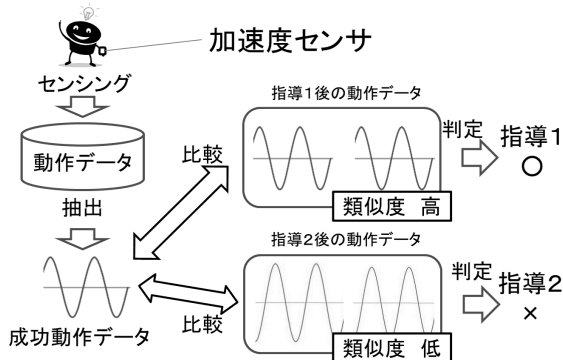 加速度センサ
センシング
動作データ
抽出
成功動作データ
比較
比較
指導1後の動作データ
類似度 高
判定
指導1
○
指導2後の動作データ
類似度 低
判定
指導2
×